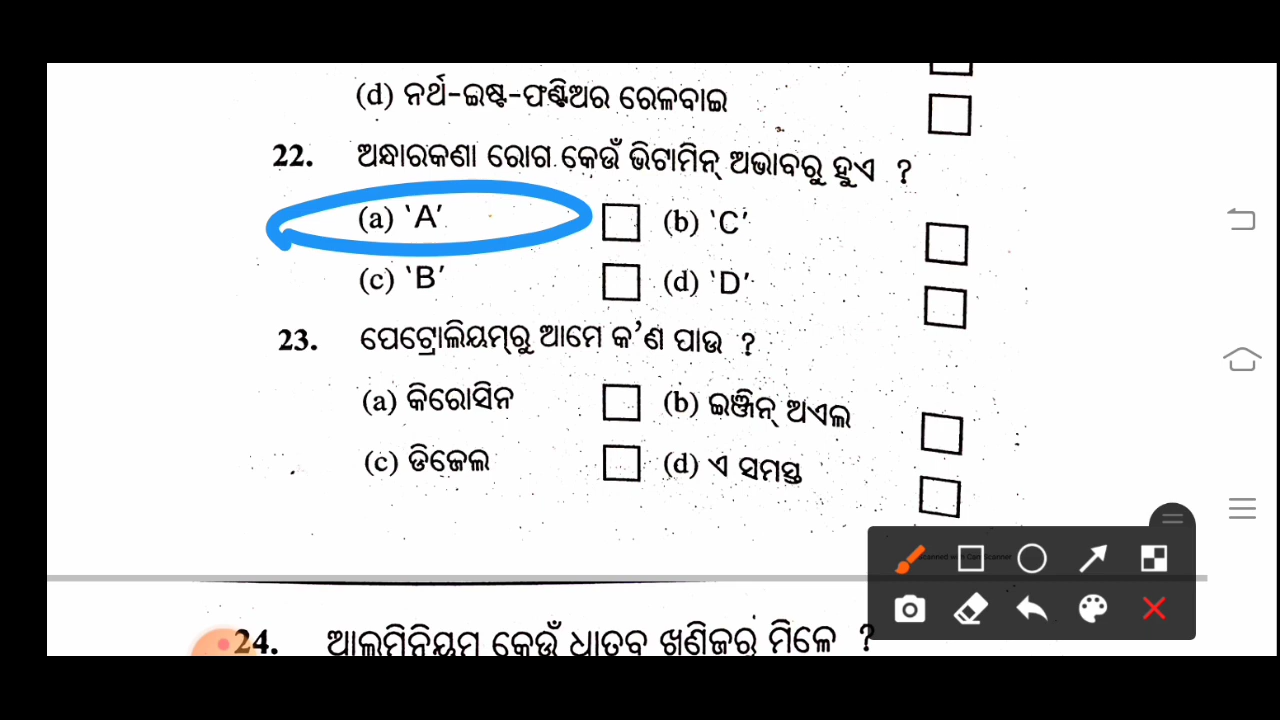 (d) ନର୍ଥ-ଇଷ୍ଟ-ଫଣ୍ଟିଅର ରେଳବାଇ
22. ଅନ୍ଧାରକଣା ରୋଗ କେଉଁ ଭିଟାମିନ୍ ଅଭାବରୁ ହୁଏ ?
(a) 'A' (b) 'C'
(c) 'B' (d) 'D'
23. ପେଟ୍ରୋଲିୟମ୍‌ରୁ ଆମେ କ'ଣ ପାଉ ?
(a) କିରୋସିନ (b) ଇଞ୍ଜିନ୍ ଅଏଲ
(c) ଡିଜେଲ (d) ଏ ସମସ୍ତ
24. ଆଲୁମିନିୟମ କେଉଁ ଧାତବ ଖଣିଜରୁ ମିଳେ ?